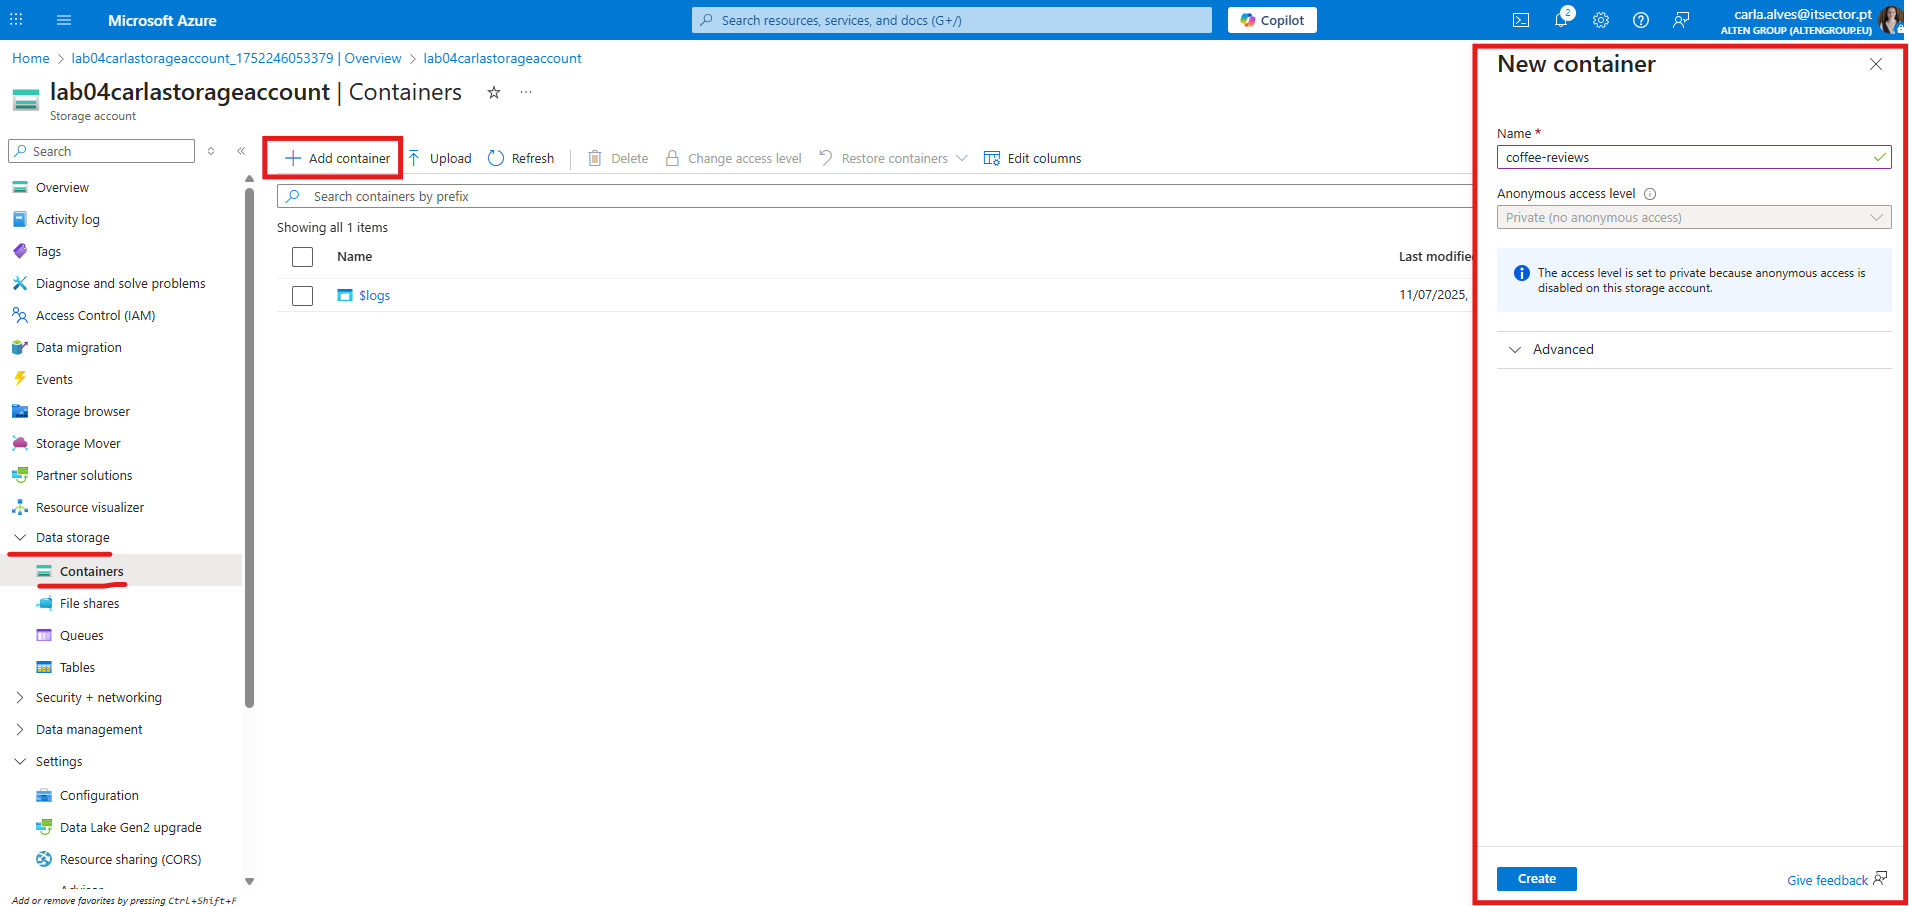 Microsoft Azure
Search resources, services, and docs (G+/)
Copilot
2
carla.alves@itsector.pt
ALTEN GROUP (ALTENGROUP.EU)
Home > lab04carlastorageaccount_1752246053379 | Overview > lab04carlastorageaccount
lab04carlastorageaccount | Containers
Storage account
Search
Overview
Activity log
Tags
Diagnose and solve problems
Access Control (IAM)
Data migration
Events
Storage browser
Storage Mover
Partner solutions
Resource visualizer
Data storage
Containers
File shares
Queues
Tables
Security + networking
Data management
Settings
Configuration
Data Lake Gen2 upgrade
Resource sharing (CORS)
Add or remove favorites by pressing Ctrl+Shift+F
Add container Upload Refresh Delete Change access level Restore containers Edit columns
Search containers by prefix
Showing all 1 items
Name Last modified
$logs 11/07/2025,
New container
Name *
coffee-reviews
Anonymous access level
Private (no anonymous access)
The access level is set to private because anonymous access is
disabled on this storage account.
Advanced
Create Give feedback